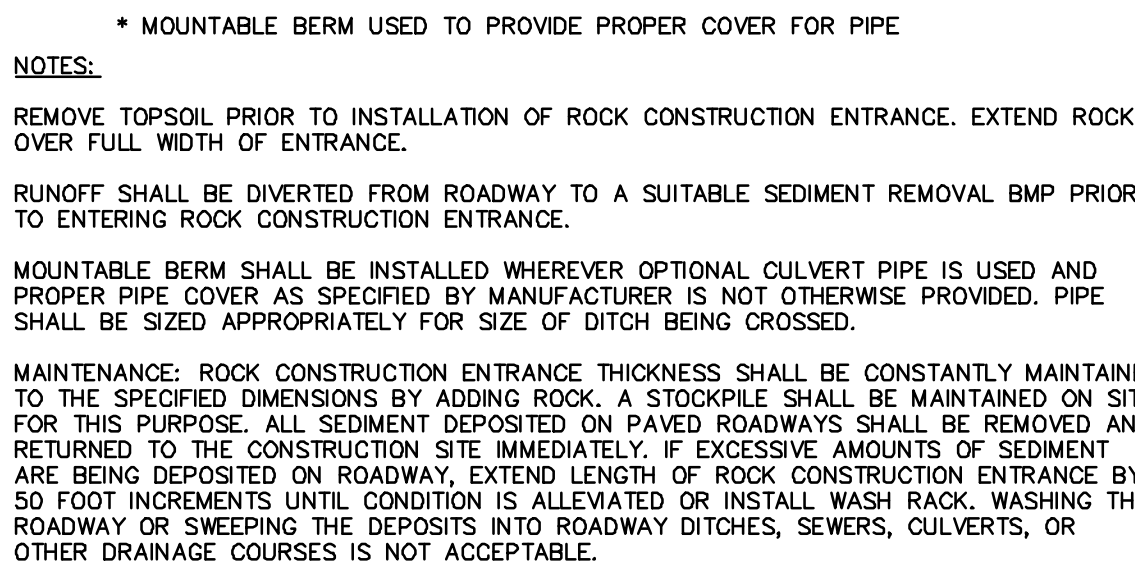 * MOUNTABLE BERM USED TO PROVIDE PROPER COVER FOR PIPE
NOTES:
REMOVE TOPSOIL PRIOR TO INSTALLATION OF ROCK CONSTRUCTION ENTRANCE. EXTEND ROCK
OVER FULL WIDTH OF ENTRANCE.
RUNOFF SHALL BE DIVERTED FROM ROADWAY TO A SUITABLE SEDIMENT REMOVAL BMP PRIOR
TO ENTERING ROCK CONSTRUCTION ENTRANCE.
MOUNTABLE BERM SHALL BE INSTALLED WHEREVER OPTIONAL CULVERT PIPE IS USED AND
PROPER PIPE COVER AS SPECIFIED BY MANUFACTURER IS NOT OTHERWISE PROVIDED. PIPE
SHALL BE SIZED APPROPRIATELY FOR SIZE OF DITCH BEING CROSSED.
MAINTENANCE: ROCK CONSTRUCTION ENTRANCE THICKNESS SHALL BE CONSTANTLY MAINTAIN
TO THE SPECIFIED DIMENSIONS BY ADDING ROCK. A STOCKPILE SHALL BE MAINTAINED ON SIT
FOR THIS PURPOSE. ALL SEDIMENT DEPOSITED ON PAVED ROADWAYS SHALL BE REMOVED AN
RETURNED TO THE CONSTRUCTION SITE IMMEDIATELY. IF EXCESSIVE AMOUNTS OF SEDIMENT
ARE BEING DEPOSITED ON ROADWAY, EXTEND LENGTH OF ROCK CONSTRUCTION ENTRANCE BY
50 FOOT INCREMENTS UNTIL CONDITION IS ALLEVIATED OR INSTALL WASH RACK. WASHING TH
ROADWAY OR SWEEPING THE DEPOSITS INTO ROADWAY DITCHES, SEWERS, CULVERTS, OR
OTHER DRAINAGE COURSES IS NOT ACCEPTABLE.